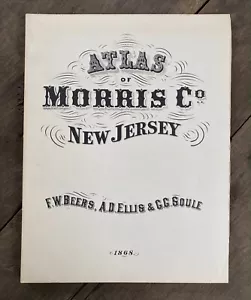 ATLAS
OF
MORRIS CO.
NEW JERSEY
F.W. BEERS, A.D. ELLIS & G.G. SOULE
1868